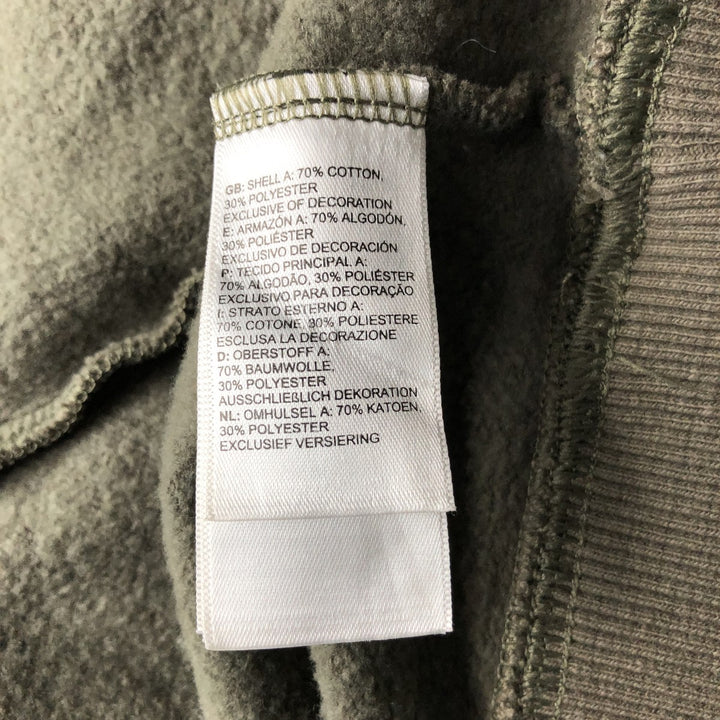 GB: SHELL A: 70% COTTON,
30% POLYESTER
EXCLUSIVE OF DECORATION
E: ARMAZÓN A: 70% ALGODÓN,
30% POLIÉSTER
EXCLUSIVO DE DECORACIÓN
P: TECIDO PRINCIPAL A:
70% ALGODÃO, 30% POLIÉSTER
EXCLUSIVO PARA DECORAÇÃO
I: STRATO ESTERNO A:
70% COTONE, 30% POLIESTERE
ESCLUSA LA DECORAZIONE
D: OBERSTOFF A:
70% BAUMWOLLE,
30% POLYESTER
AUSSCHLIEßLICH DEKORATION
NL: OMHULSEL A: 70% KATOEN,
30% POLYESTER
EXCLUSIEF VERSIERING